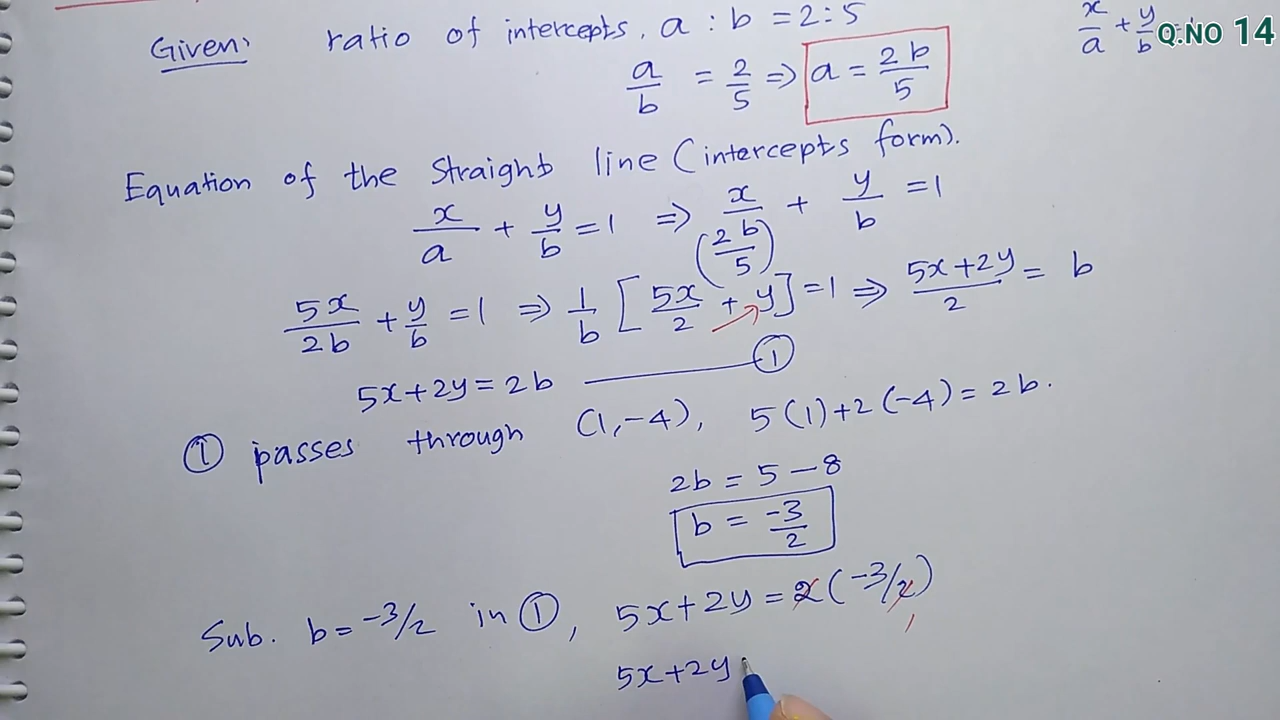 Given: ratio of intercepts, a : b = 2 : 5
x/a + y/b =
Q.NO 14
a/b = 2/5 ⇒ a = 2b/5
Equation of the Straight line (intercepts form).
x/a + y/b = 1 ⇒ x/(2b/5) + y/b = 1
5x/2b + y/b = 1 ⇒ 1/b [5x/2 + y] = 1 ⇒ (5x+2y)/2 = b
5x+2y = 2b ——— ①
① passes through (1,-4), 5(1)+2(-4) = 2b.
2b = 5 - 8
b = -3/2
Sub. b = -3/2 in ①, 5x+2y = 2(-3/2)
5x+2y